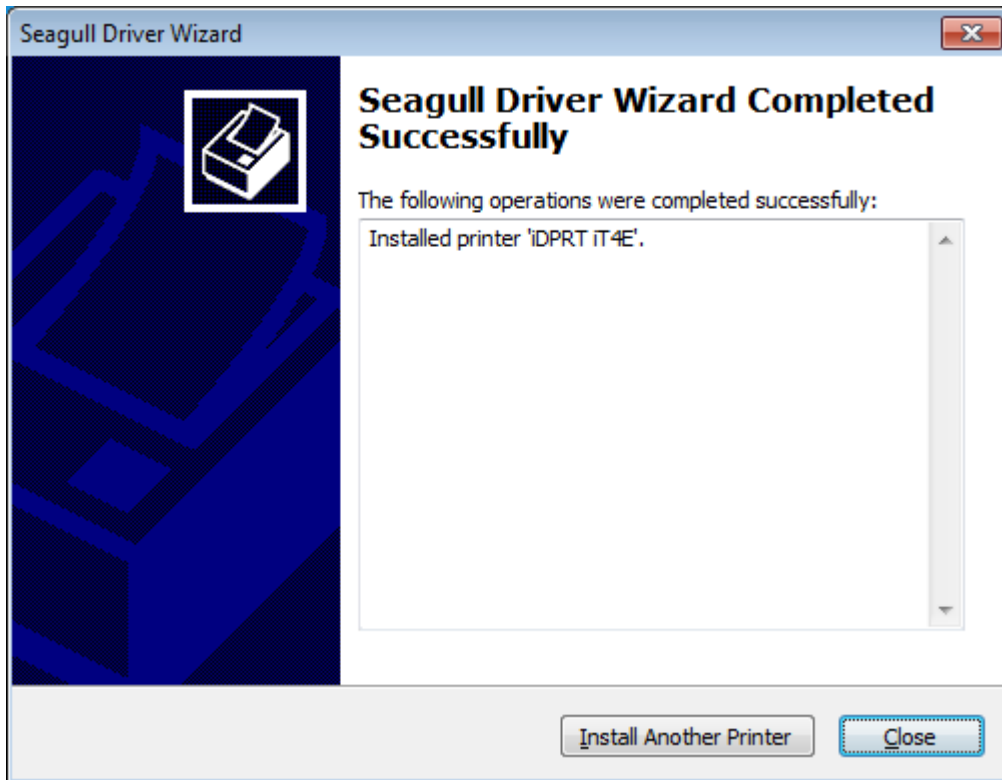 Seagull Driver Wizard
Seagull Driver Wizard Completed
Successfully
The following operations were completed successfully:
Installed printer 'iDPRT iT4E'.
Install Another Printer
Close